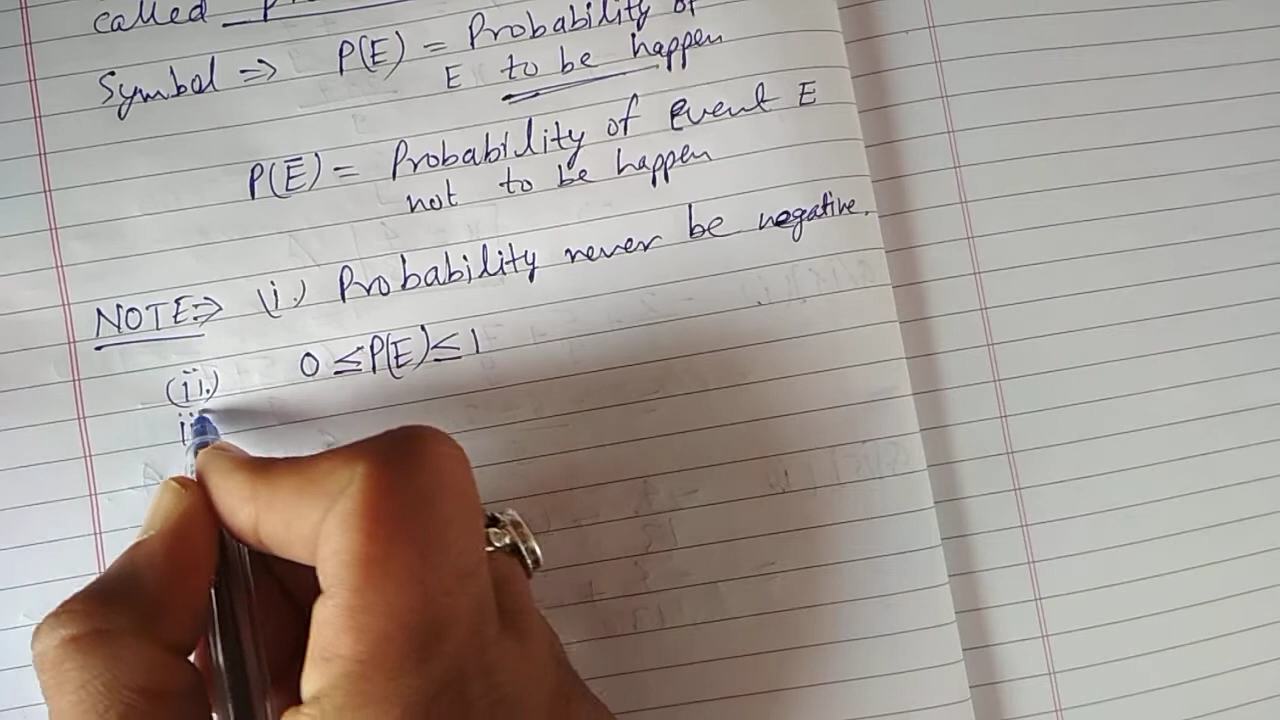 called
Symbol ⇒ P(E) = Probability of
E to be happen
P(Ē) = Probability of Event E
not to be happen
NOTE⇒ (i.) Probability never be negative.
(ii.) 0 ≤ P(E) ≤ 1
ii